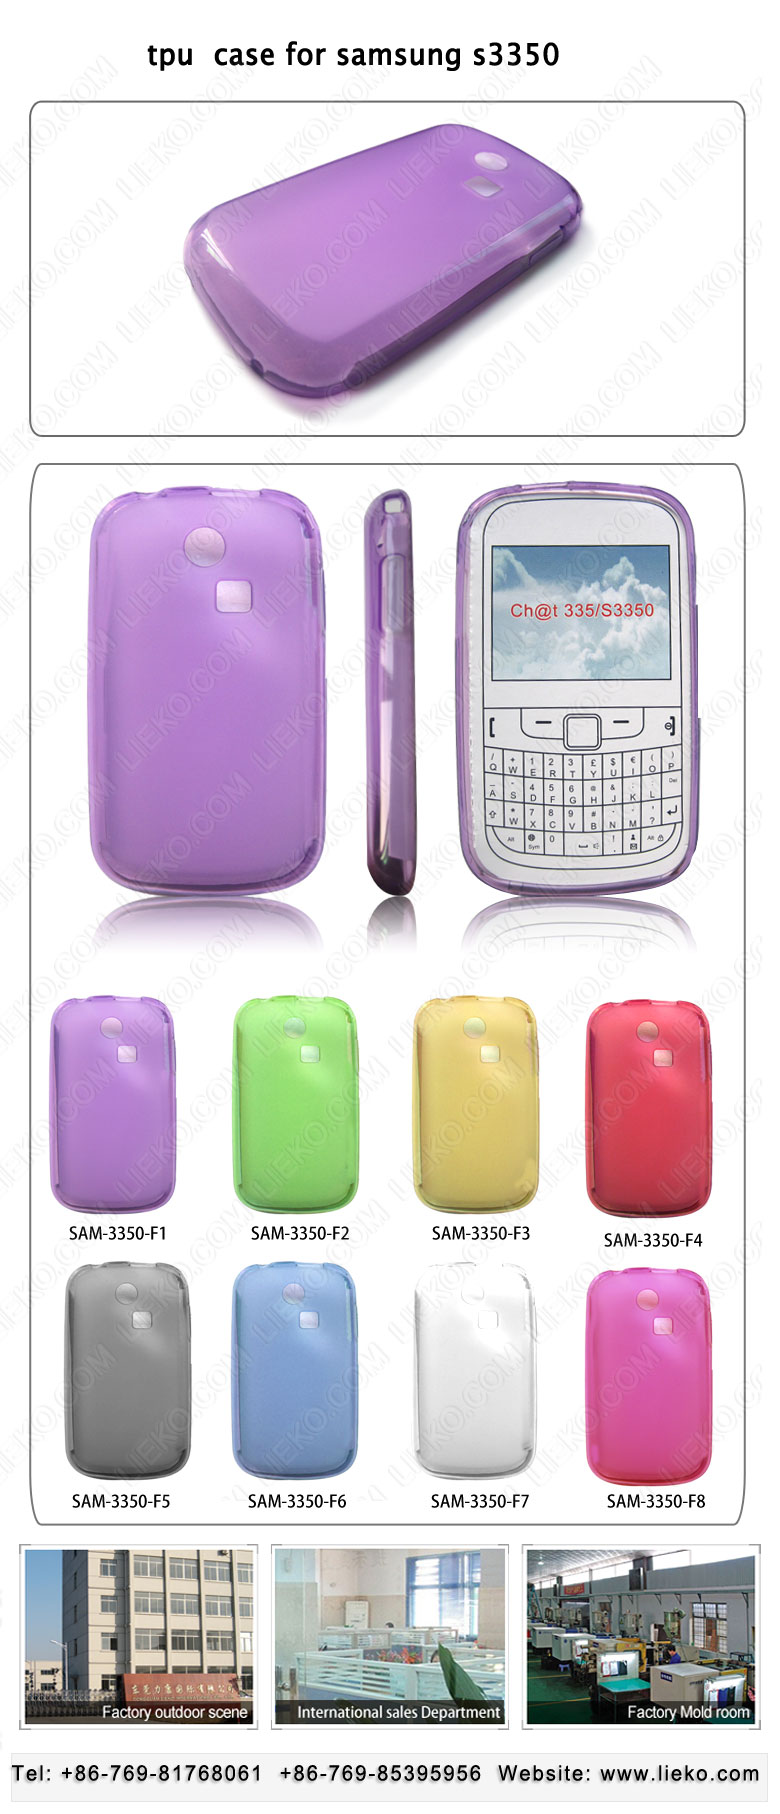 tpu  case for samsung s3350
LIEKO.COM
Ch@t 335/S3350
SAM-3350-F1
SAM-3350-F2
SAM-3350-F3
SAM-3350-F4
SAM-3350-F5
SAM-3350-F6
SAM-3350-F7
SAM-3350-F8
Factory outdoor scene
International sales Department
Factory Mold room
Tel: +86-769-81768061  +86-769-85395956  Website: www.lieko.com